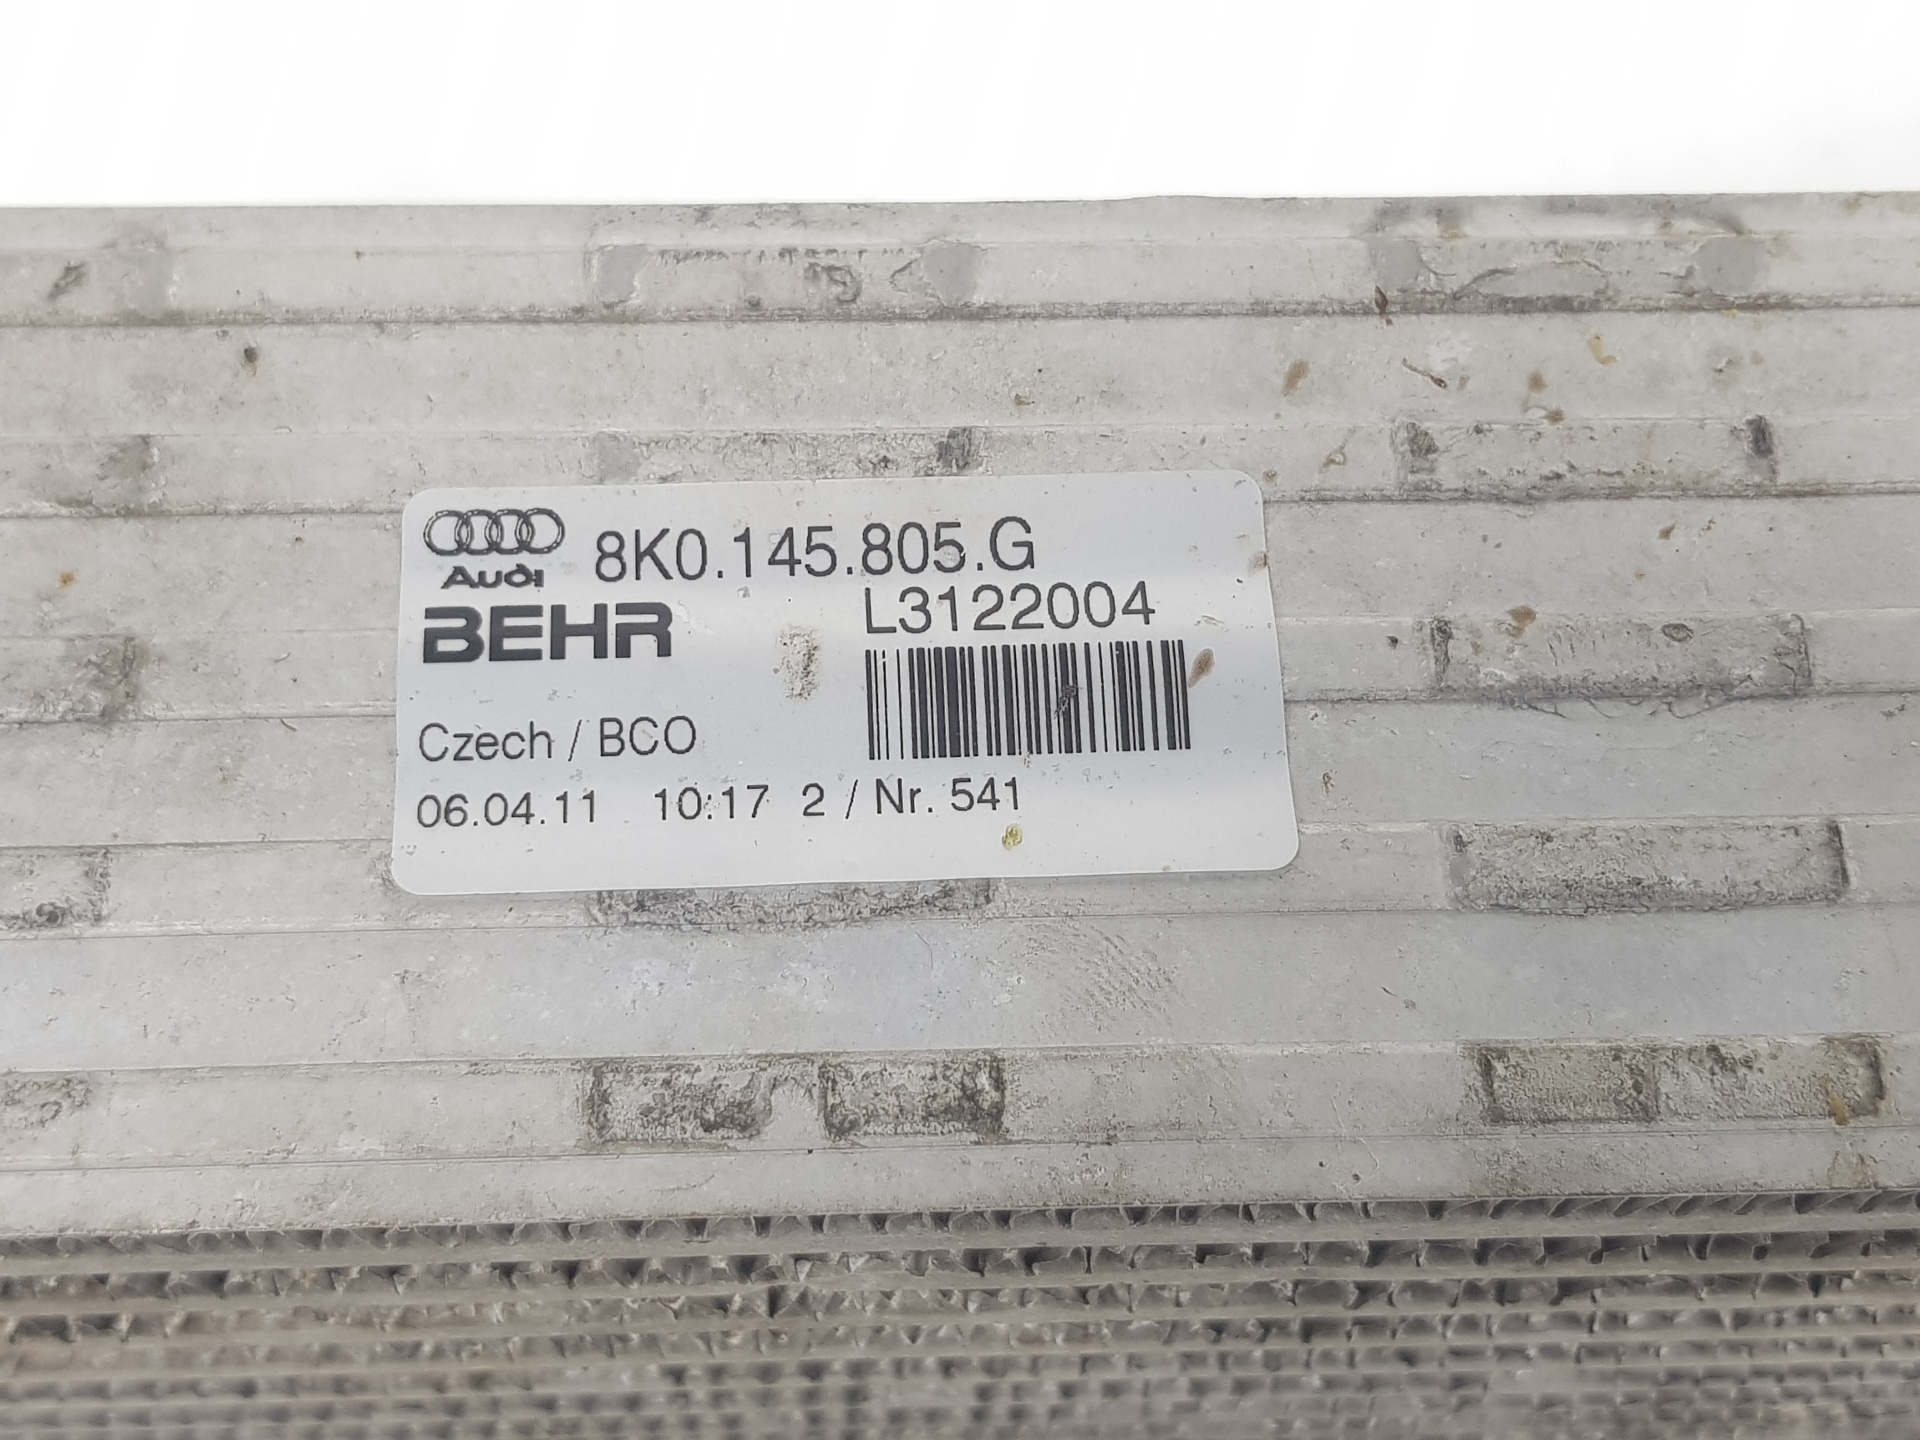 Audi 8K0.145.805.G
BEHR L3122004
Czech / BCO
06.04.11 10:17 2 / Nr. 541